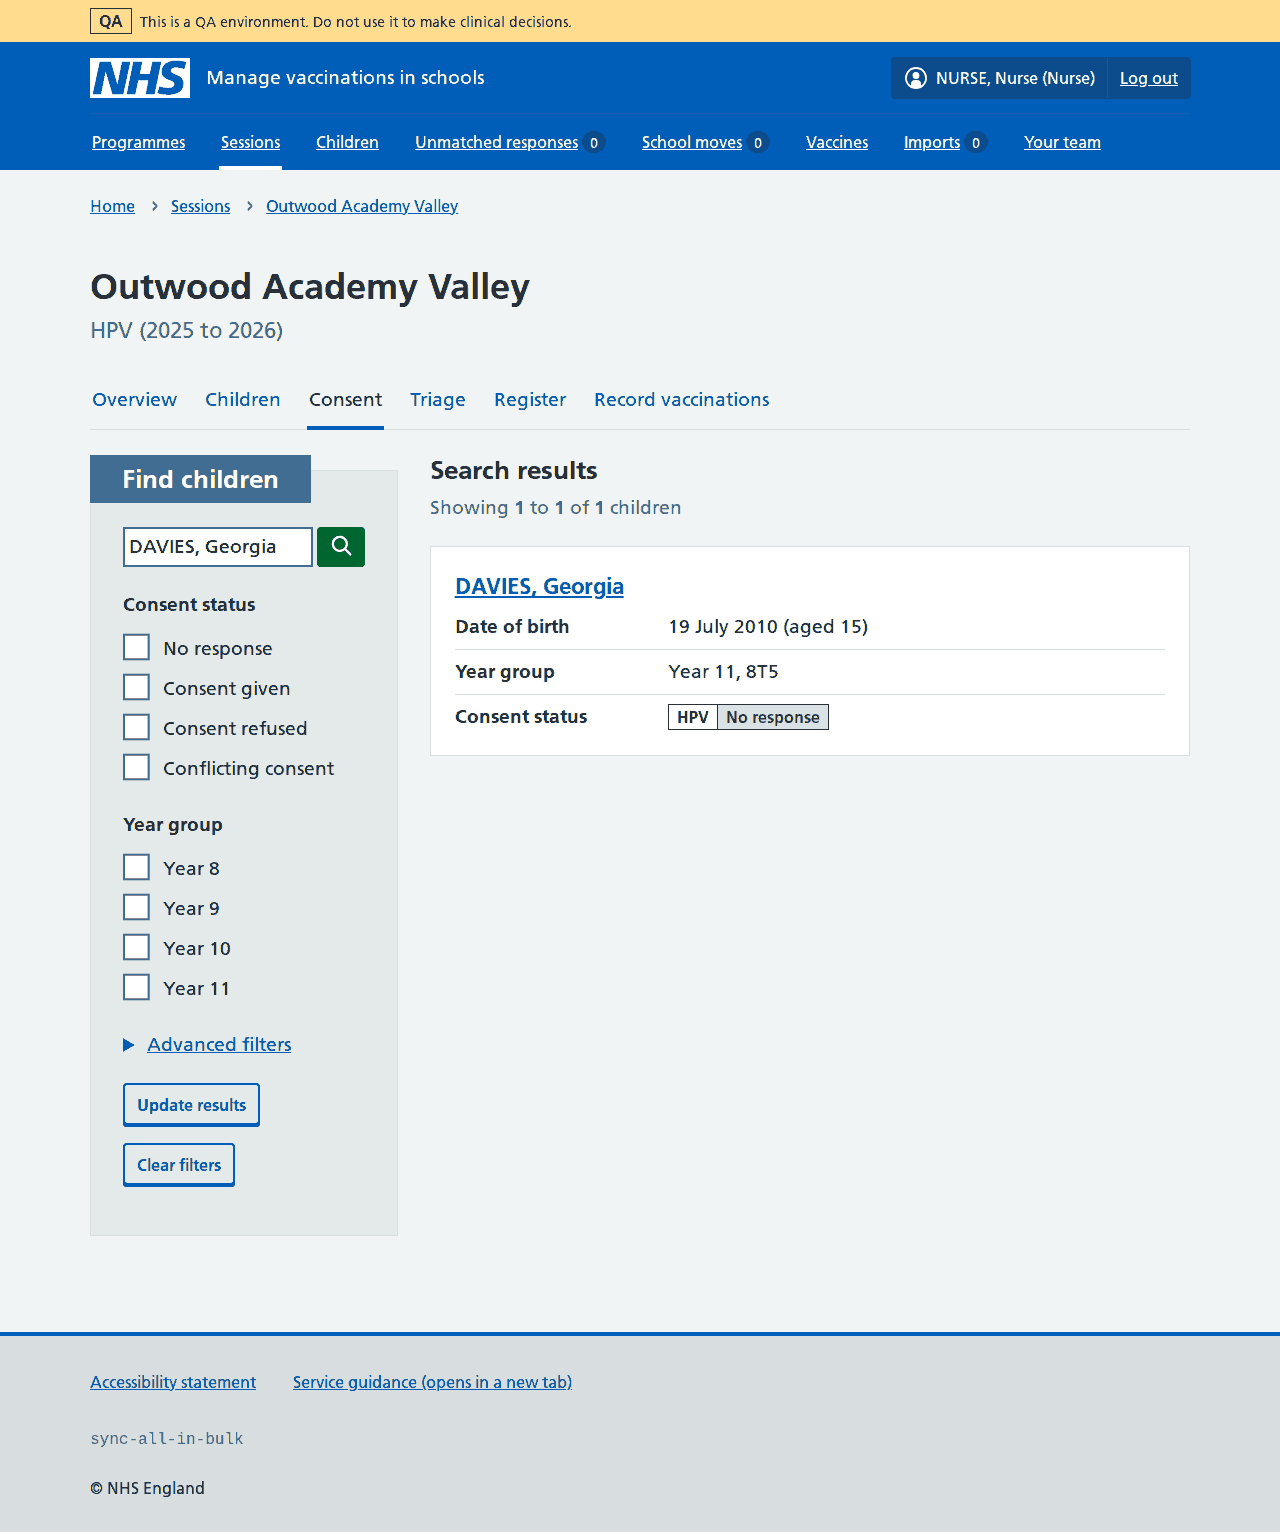 QA This is a QA environment. Do not use it to make clinical decisions.
NHS Manage vaccinations in schools NURSE, Nurse (Nurse) Log out
Programmes Sessions Children Unmatched responses 0 School moves 0 Vaccines Imports 0 Your team
Home Sessions Outwood Academy Valley
Outwood Academy Valley
HPV (2025 to 2026)
Overview Children Consent Triage Register Record vaccinations
Find children
DAVIES, Georgia
Consent status
No response
Consent given
Consent refused
Conflicting consent
Year group
Year 8
Year 9
Year 10
Year 11
Advanced filters
Update results
Clear filters
Search results
Showing 1 to 1 of 1 children
DAVIES, Georgia
Date of birth 19 July 2010 (aged 15)
Year group Year 11, 8T5
Consent status HPV No response
Accessibility statement Service guidance (opens in a new tab)
sync-all-in-bulk
© NHS England